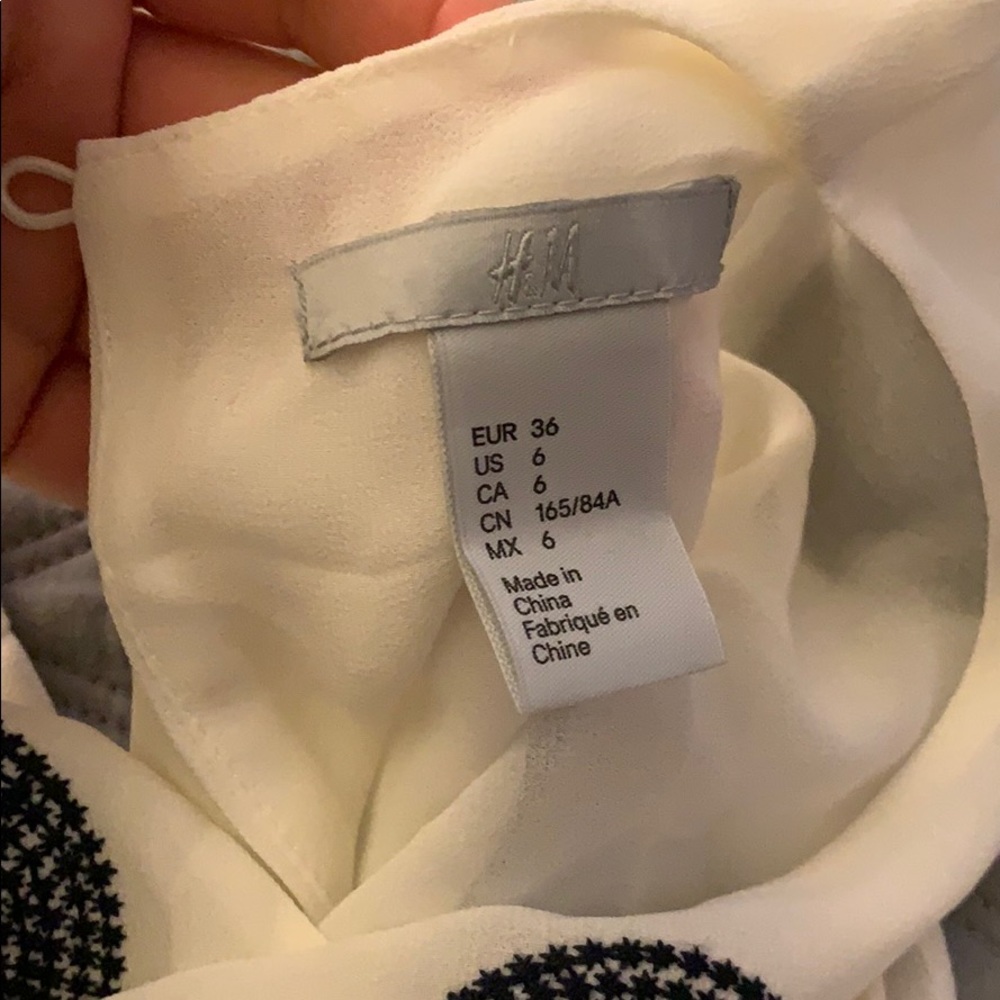 H&M
EUR 36
US 6
CA 6
CN 165/84A
MX 6
Made in
China
Fabriqué en
Chine